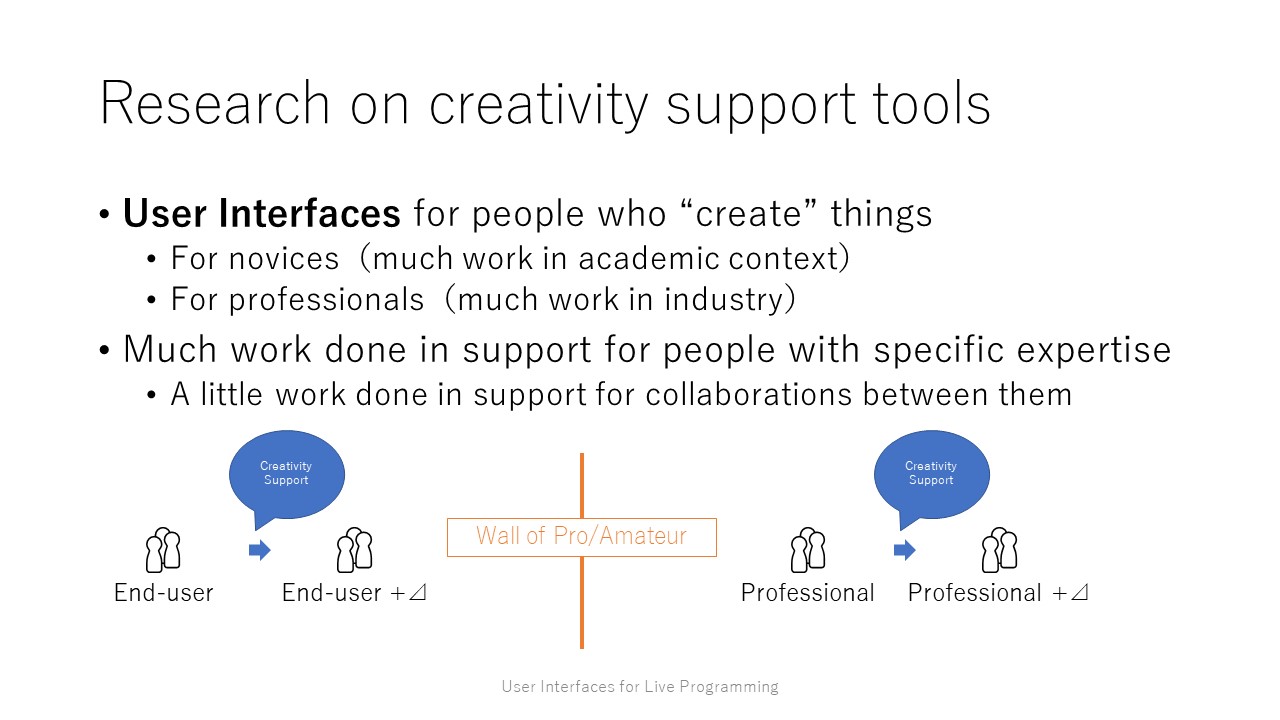 Research on creativity support tools
• User Interfaces for people who “create” things
• For novices（much work in academic context）
• For professionals（much work in industry）
• Much work done in support for people with specific expertise
• A little work done in support for collaborations between them
Creativity
Support
Creativity
Support
Wall of Pro/Amateur
End-user
End-user +⊿
Professional
Professional +⊿
User Interfaces for Live Programming